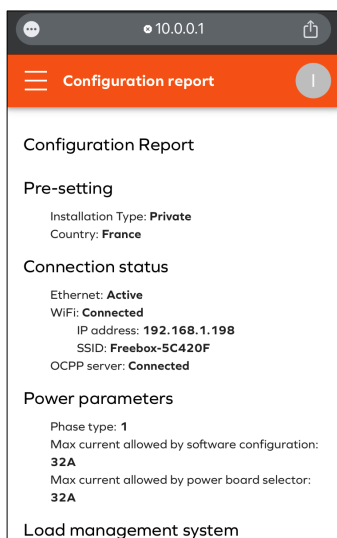 10.0.0.1
Configuration report
I
Configuration Report
Pre-setting
Installation Type: Private
Country: France
Connection status
Ethernet: Active
WiFi: Connected
IP address: 192.168.1.198
SSID: Freebox-5C420F
OCPP server: Connected
Power parameters
Phase type: 1
Max current allowed by software configuration:
32A
Max current allowed by power board selector:
32A
Load management system